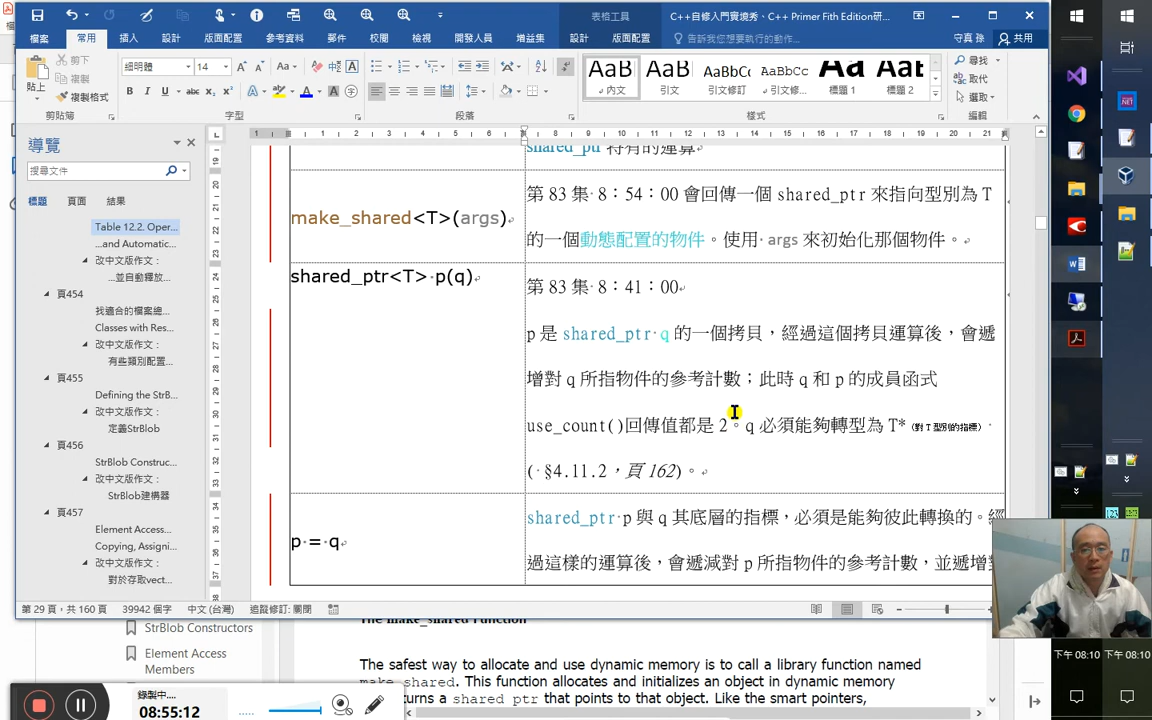 C++自修入門實境秀、C++ Primer Fith Edition研...
表格工具
檔案
常用
插入
設計
版面配置
參考資料
郵件
校閱
檢視
開發人員
增益集
設計
版面配置
告訴我您想要執行的動作...
守真 孫
共用
貼上
剪下
複製
複製格式
剪貼簿
細明體
14
字型
段落
AaB
AaB
AaBbC
AaBbCc
Aa
Aat
內文
引文
引文修訂
引文修...
標題 1
標題 2
樣式
尋找
取代
選取
編輯
導覽
搜尋文件
標題
頁面
結果
Table 12.2. Oper...
...and Automatic...
改中文版作文：
...並自動釋放...
頁454
找適合的檔案總...
Classes with Res...
改中文版作文：
有些類別配置...
頁455
Defining the StrB...
改中文版作文：
定義StrBlob
頁456
StrBlob Construc...
改中文版作文：
StrBlob建構器
頁457
Element Access...
Copying, Assigni...
改中文版作文：
對於存取vect...
shared_ptr 特有的運算
make_shared<T>(args)
第 83 集 8：54：00 會回傳一個 shared_ptr 來指向型別為 T
的一個動態配置的物件。使用 args 來初始化那個物件。
shared_ptr<T> p(q)
第 83 集 8：41：00
p 是 shared_ptr q 的一個拷貝，經過這個拷貝運算後，會遞
增對 q 所指物件的參考計數；此時 q 和 p 的成員函式
use_count()回傳值都是 2。q 必須能夠轉型為 T*（對 T 型別的指標）
( §4.11.2，頁 162)。
p = q
shared_ptr p 與 q 其底層的指標，必須是能夠彼此轉換的。經
過這樣的運算後，會遞減對 p 所指物件的參考計數，並遞增對
第 29 頁，共 160 頁
39942 個字
中文 (台灣)
追蹤修訂: 關閉
StrBlob Constructors
Element Access
Members
The make_shared Function
The safest way to allocate and use dynamic memory is to call a library function named
make_shared. This function allocates and initializes an object in dynamic memory
turns a shared_ptr that points to that object. Like the smart pointers,
錄製中....
08:55:12
下午 08:10
下午 08:10